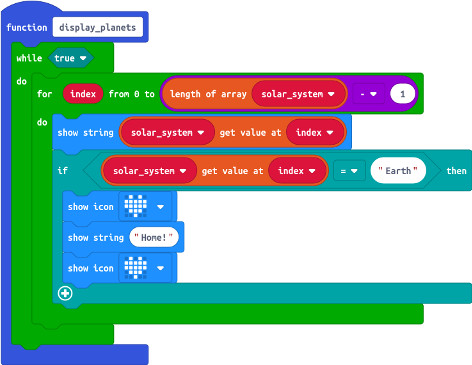 function display_planets
while true
do
for index from 0 to length of array solar_system - 1
do
show string solar_system get value at index
if solar_system get value at index = "Earth" then
show icon
show string "Home!"
show icon